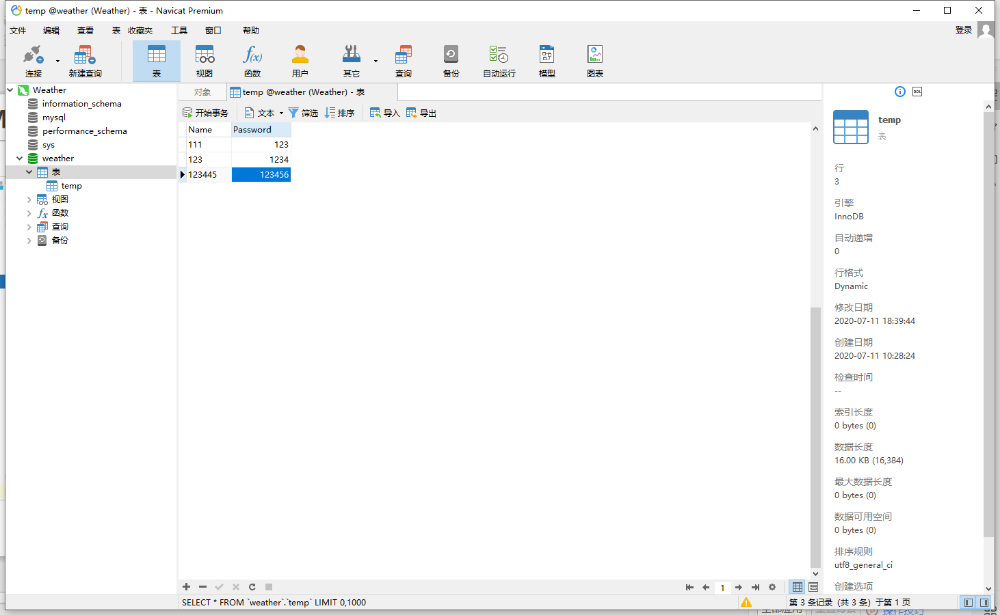 temp @weather (Weather) - 表 - Navicat Premium
文件 编辑 查看 表 收藏夹 工具 窗口 帮助 登录
连接 新建查询 表 视图 函数 用户 其它 查询 备份 自动运行 模型 图表
Weather
information_schema
mysql
performance_schema
sys
weather
表
temp
视图
函数
查询
备份
对象 temp @weather (Weather) - 表
开始事务 文本 筛选 排序 导入 导出
Name Password
111 123
123 1234
123445 123456
temp
表
行
3
引擎
InnoDB
自动递增
0
行格式
Dynamic
修改日期
2020-07-11 18:39:44
创建日期
2020-07-11 10:28:24
检查时间
--
索引长度
0 bytes (0)
数据长度
16.00 KB (16,384)
最大数据长度
0 bytes (0)
数据可用空间
0 bytes (0)
排序规则
utf8_general_ci
创建选项
1
SELECT * FROM `weather`.`temp` LIMIT 0,1000
第 3 条记录（共 3 条）于第 1 页